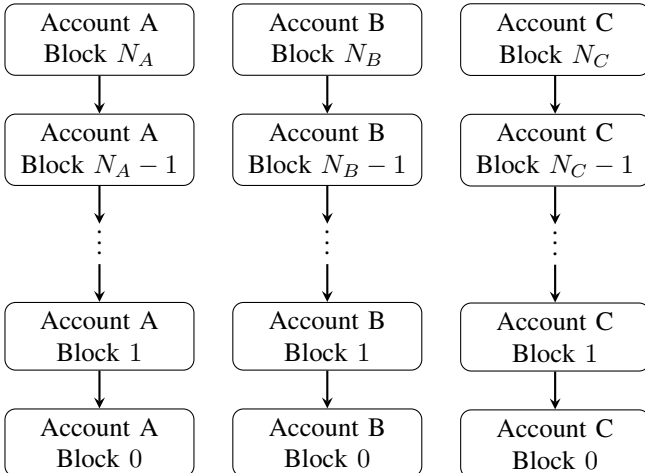 Account A
Block N_A
Account B
Block N_B
Account C
Block N_C
Account A
Block N_A − 1
Account B
Block N_B − 1
Account C
Block N_C − 1
Account A
Block 1
Account B
Block 1
Account C
Block 1
Account A
Block 0
Account B
Block 0
Account C
Block 0